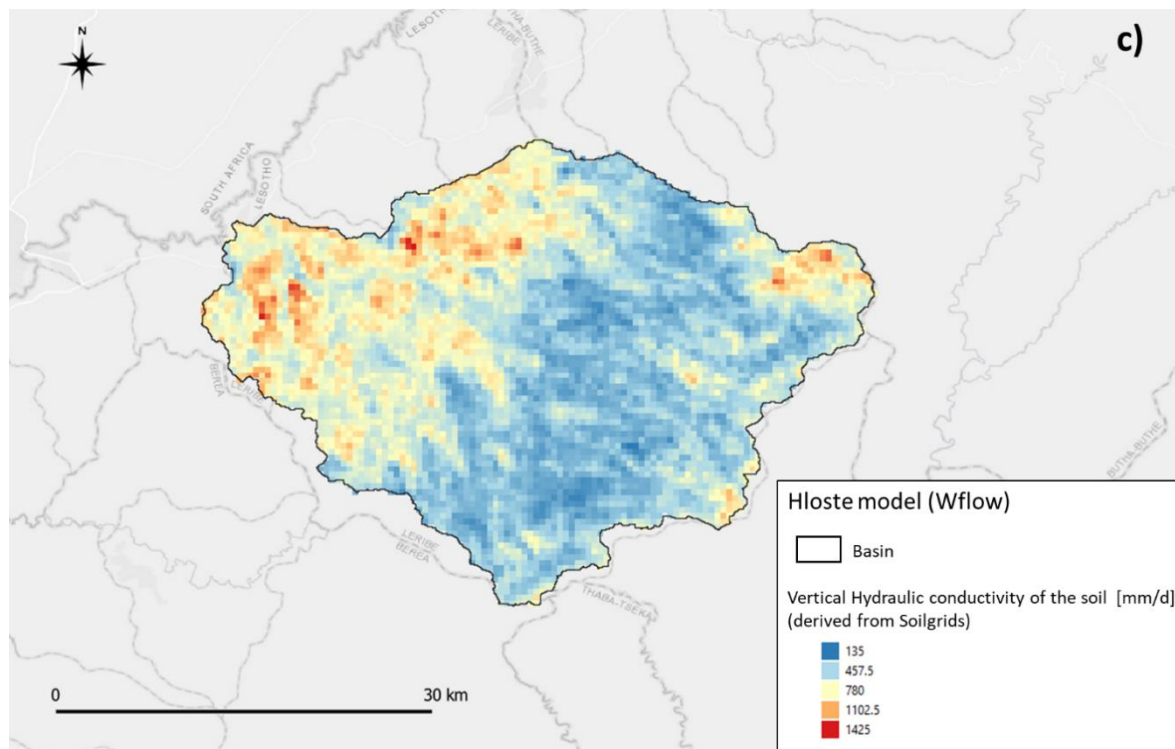 c)
N
LESOTHO
BUTHA-BUTHE
LERIBE
SOUTH AFRICA
LESOTHO
BEREA
LERIBE
LERIBE
BEREA
THABA-TSEKA
BUTHA-BUTHE
Hloste model (Wflow)
Basin
Vertical Hydraulic conductivity of the soil [mm/d]
(derived from Soilgrids)
135
457.5
780
1102.5
1425
0 30 km